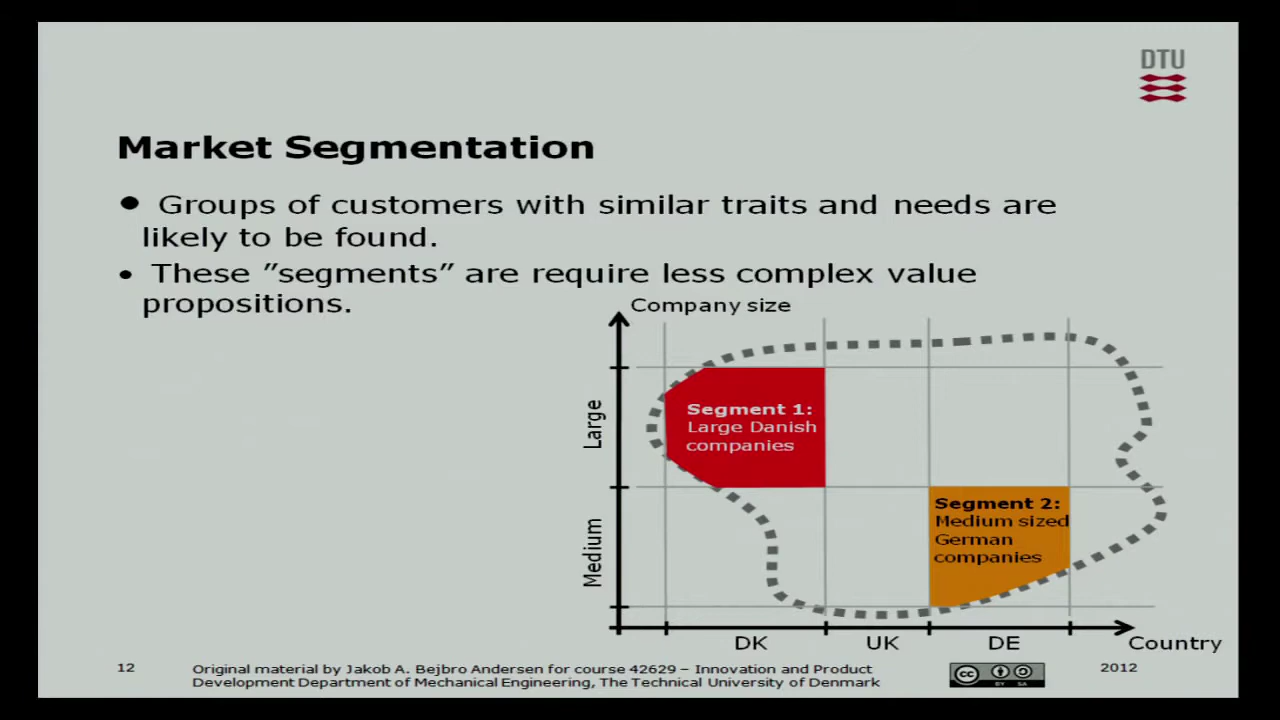 DTU
Market Segmentation
• Groups of customers with similar traits and needs are
likely to be found.
• These ”segments” are require less complex value
propositions.
Company size
Large
Medium
Segment 1:
Large Danish
companies
Segment 2:
Medium sized
German
companies
DK UK DE Country
12
Original material by Jakob A. Bejbro Andersen for course 42629 – Innovation and Product
Development Department of Mechanical Engineering, The Technical University of Denmark
cc
BY SA
2012